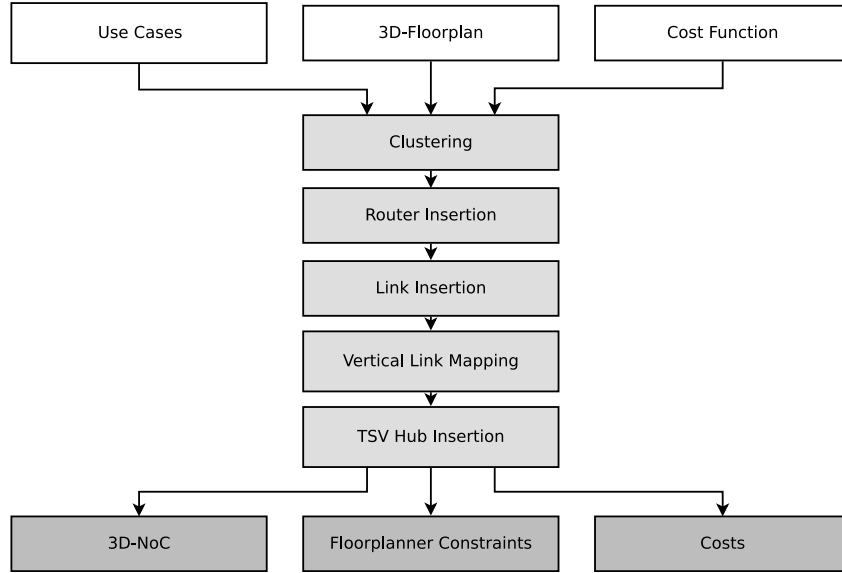 Use Cases
3D-Floorplan
Cost Function
Clustering
Router Insertion
Link Insertion
Vertical Link Mapping
TSV Hub Insertion
3D-NoC
Floorplanner Constraints
Costs